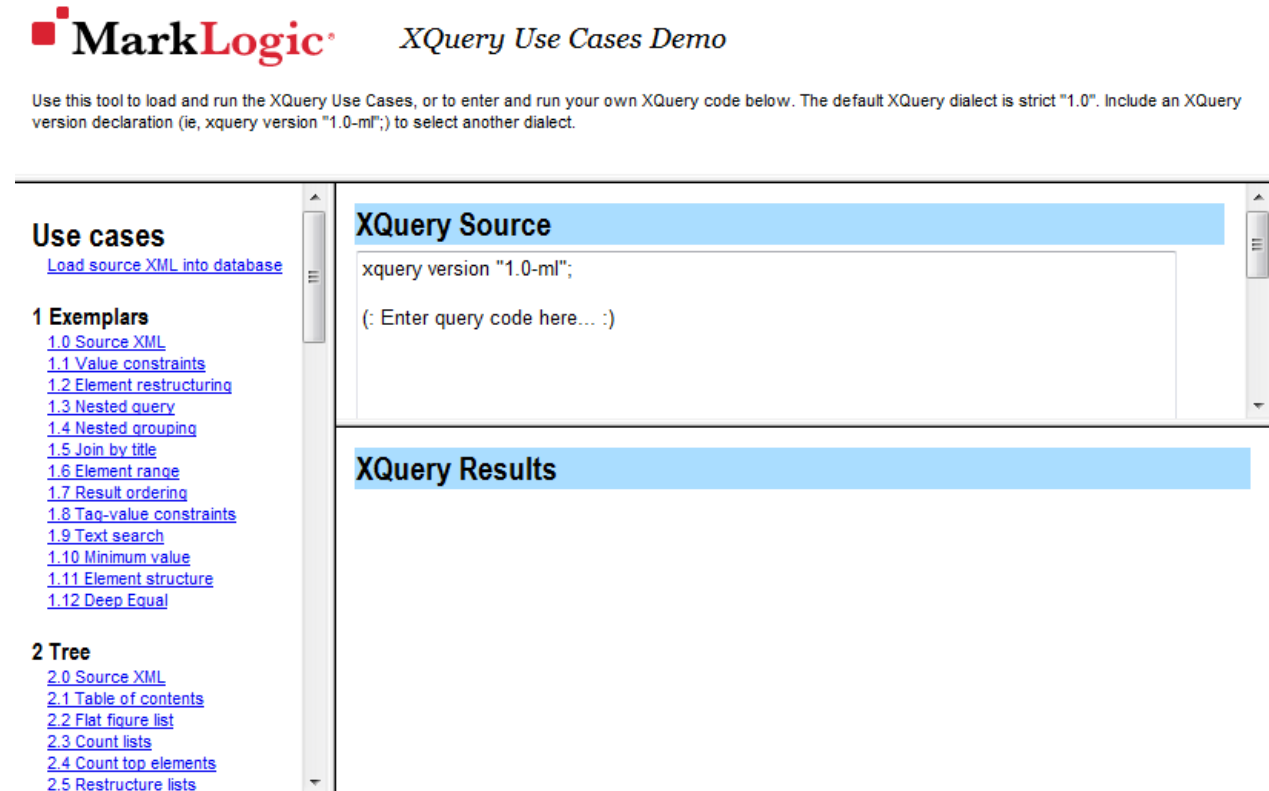 MarkLogic®
XQuery Use Cases Demo
Use this tool to load and run the XQuery Use Cases, or to enter and run your own XQuery code below. The default XQuery dialect is strict "1.0". Include an XQuery
version declaration (ie, xquery version "1.0-ml";) to select another dialect.
Use cases
Load source XML into database
1 Exemplars
1.0 Source XML
1.1 Value constraints
1.2 Element restructuring
1.3 Nested query
1.4 Nested grouping
1.5 Join by title
1.6 Element range
1.7 Result ordering
1.8 Tag-value constraints
1.9 Text search
1.10 Minimum value
1.11 Element structure
1.12 Deep Equal
2 Tree
2.0 Source XML
2.1 Table of contents
2.2 Flat figure list
2.3 Count lists
2.4 Count top elements
2.5 Restructure lists
XQuery Source
xquery version "1.0-ml";
(: Enter query code here... :)
XQuery Results